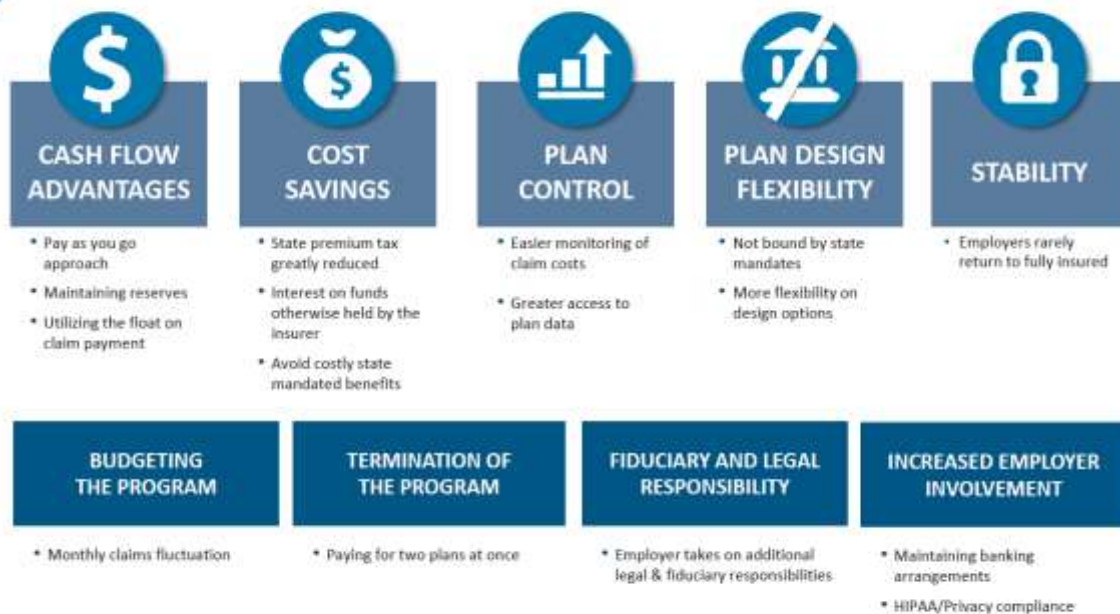 CASH FLOW
ADVANTAGES
• Pay as you go
approach
• Maintaining reserves
• Utilizing the float on
claim payment
COST
SAVINGS
• State premium tax
greatly reduced
• Interest on funds
otherwise held by the
insurer
• Avoid costly state
mandated benefits
PLAN
CONTROL
• Easier monitoring of
claim costs
• Greater access to
plan data
PLAN DESIGN
FLEXIBILITY
• Not bound by state
mandates
• More flexibility on
design options
STABILITY
• Employers rarely
return to fully insured
BUDGETING
THE PROGRAM
• Monthly claims fluctuation
TERMINATION OF
THE PROGRAM
• Paying for two plans at once
FIDUCIARY AND LEGAL
RESPONSIBILITY
• Employer takes on additional
legal & fiduciary responsibilities
INCREASED EMPLOYER
INVOLVEMENT
• Maintaining banking
arrangements
• HIPAA/Privacy compliance